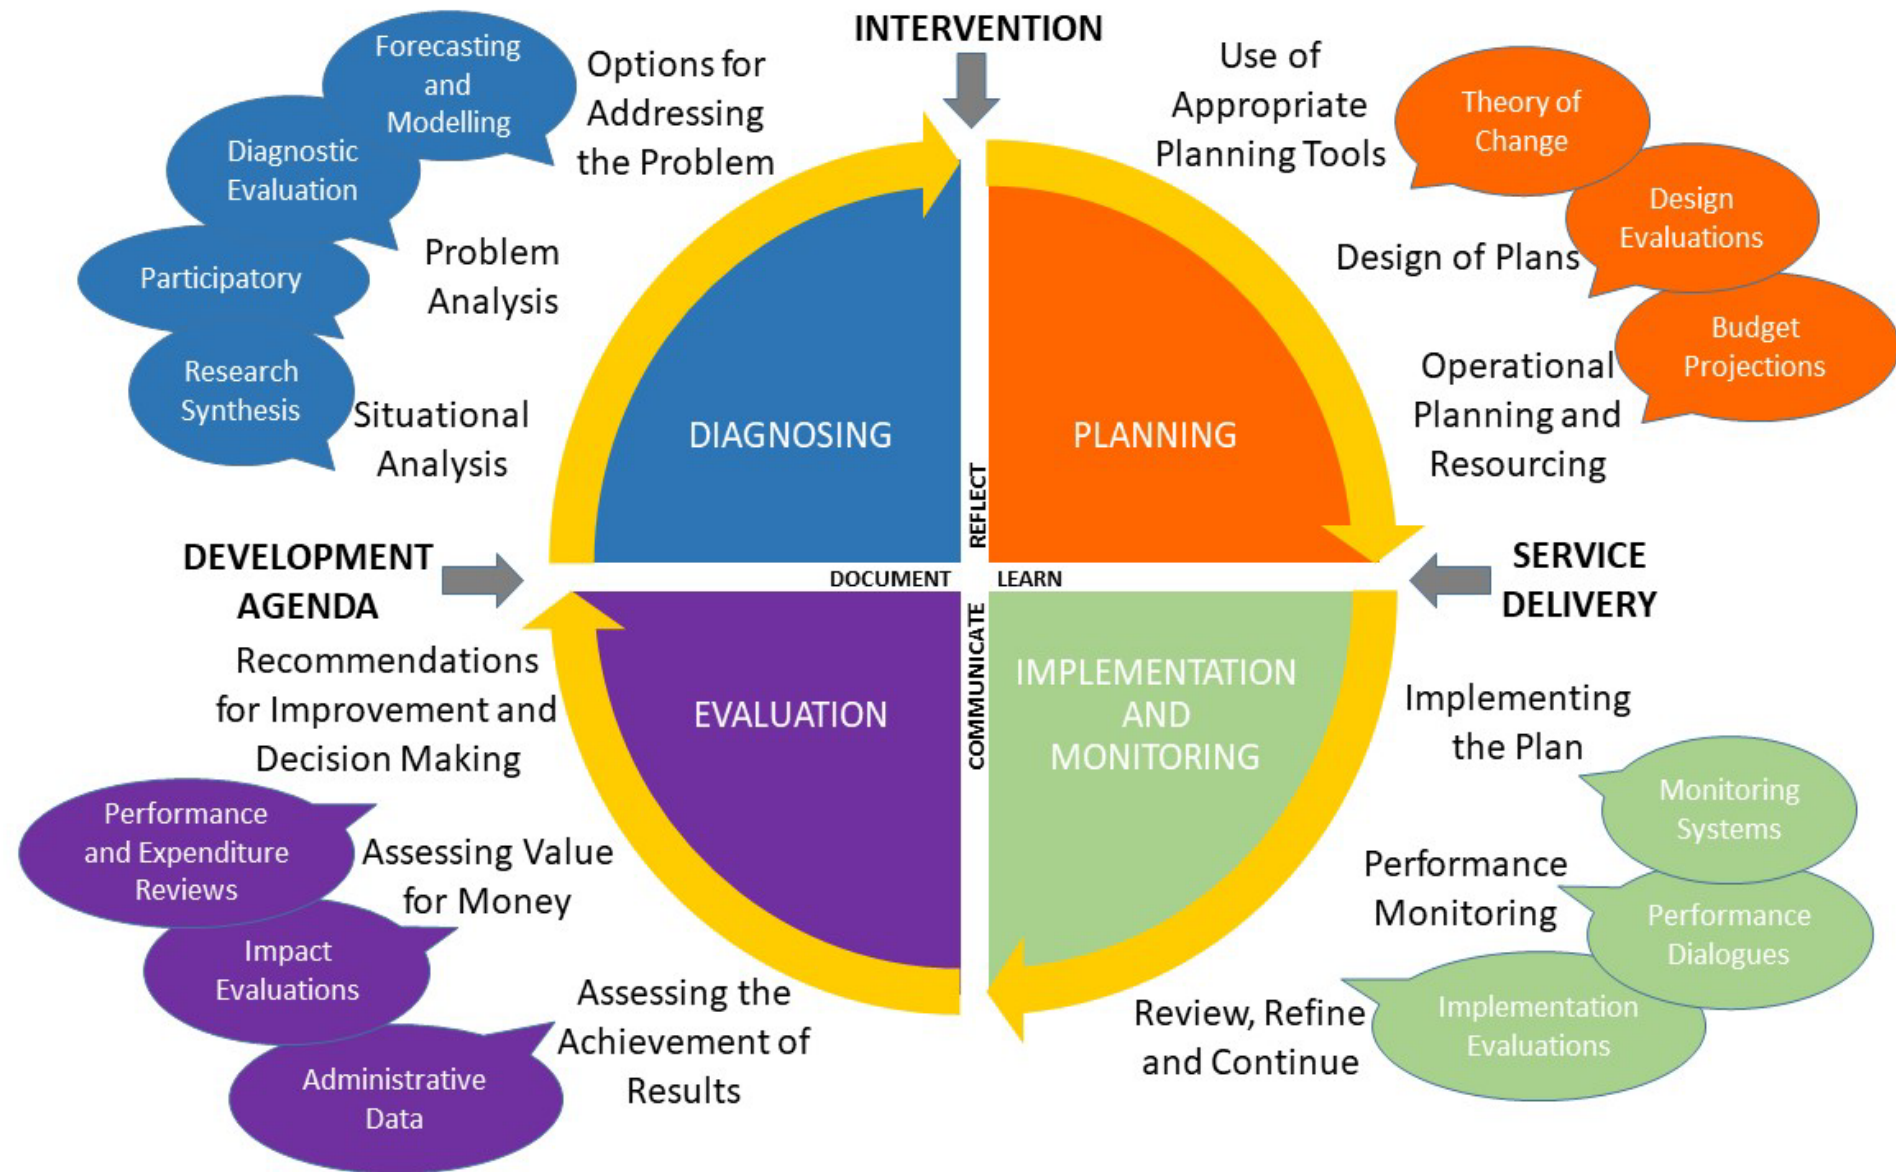 INTERVENTION
Forecasting
and
Modelling
Options for
Addressing
the Problem
Diagnostic
Evaluation
Problem
Analysis
Participatory
Research
Synthesis
Situational
Analysis
DIAGNOSING
Use of
Appropriate
Planning Tools
Theory of
Change
Design
Evaluations
Design of Plans
Budget
Projections
Operational
Planning and
Resourcing
PLANNING
REFLECT
DOCUMENT
LEARN
COMMUNICATE
DEVELOPMENT
AGENDA
SERVICE
DELIVERY
Recommendations
for Improvement and
Decision Making
EVALUATION
Performance
and Expenditure
Reviews
Assessing Value
for Money
Impact
Evaluations
Assessing the
Achievement of
Results
Administrative
Data
IMPLEMENTATION
AND
MONITORING
Implementing
the Plan
Monitoring
Systems
Performance
Monitoring
Performance
Dialogues
Review, Refine
and Continue
Implementation
Evaluations